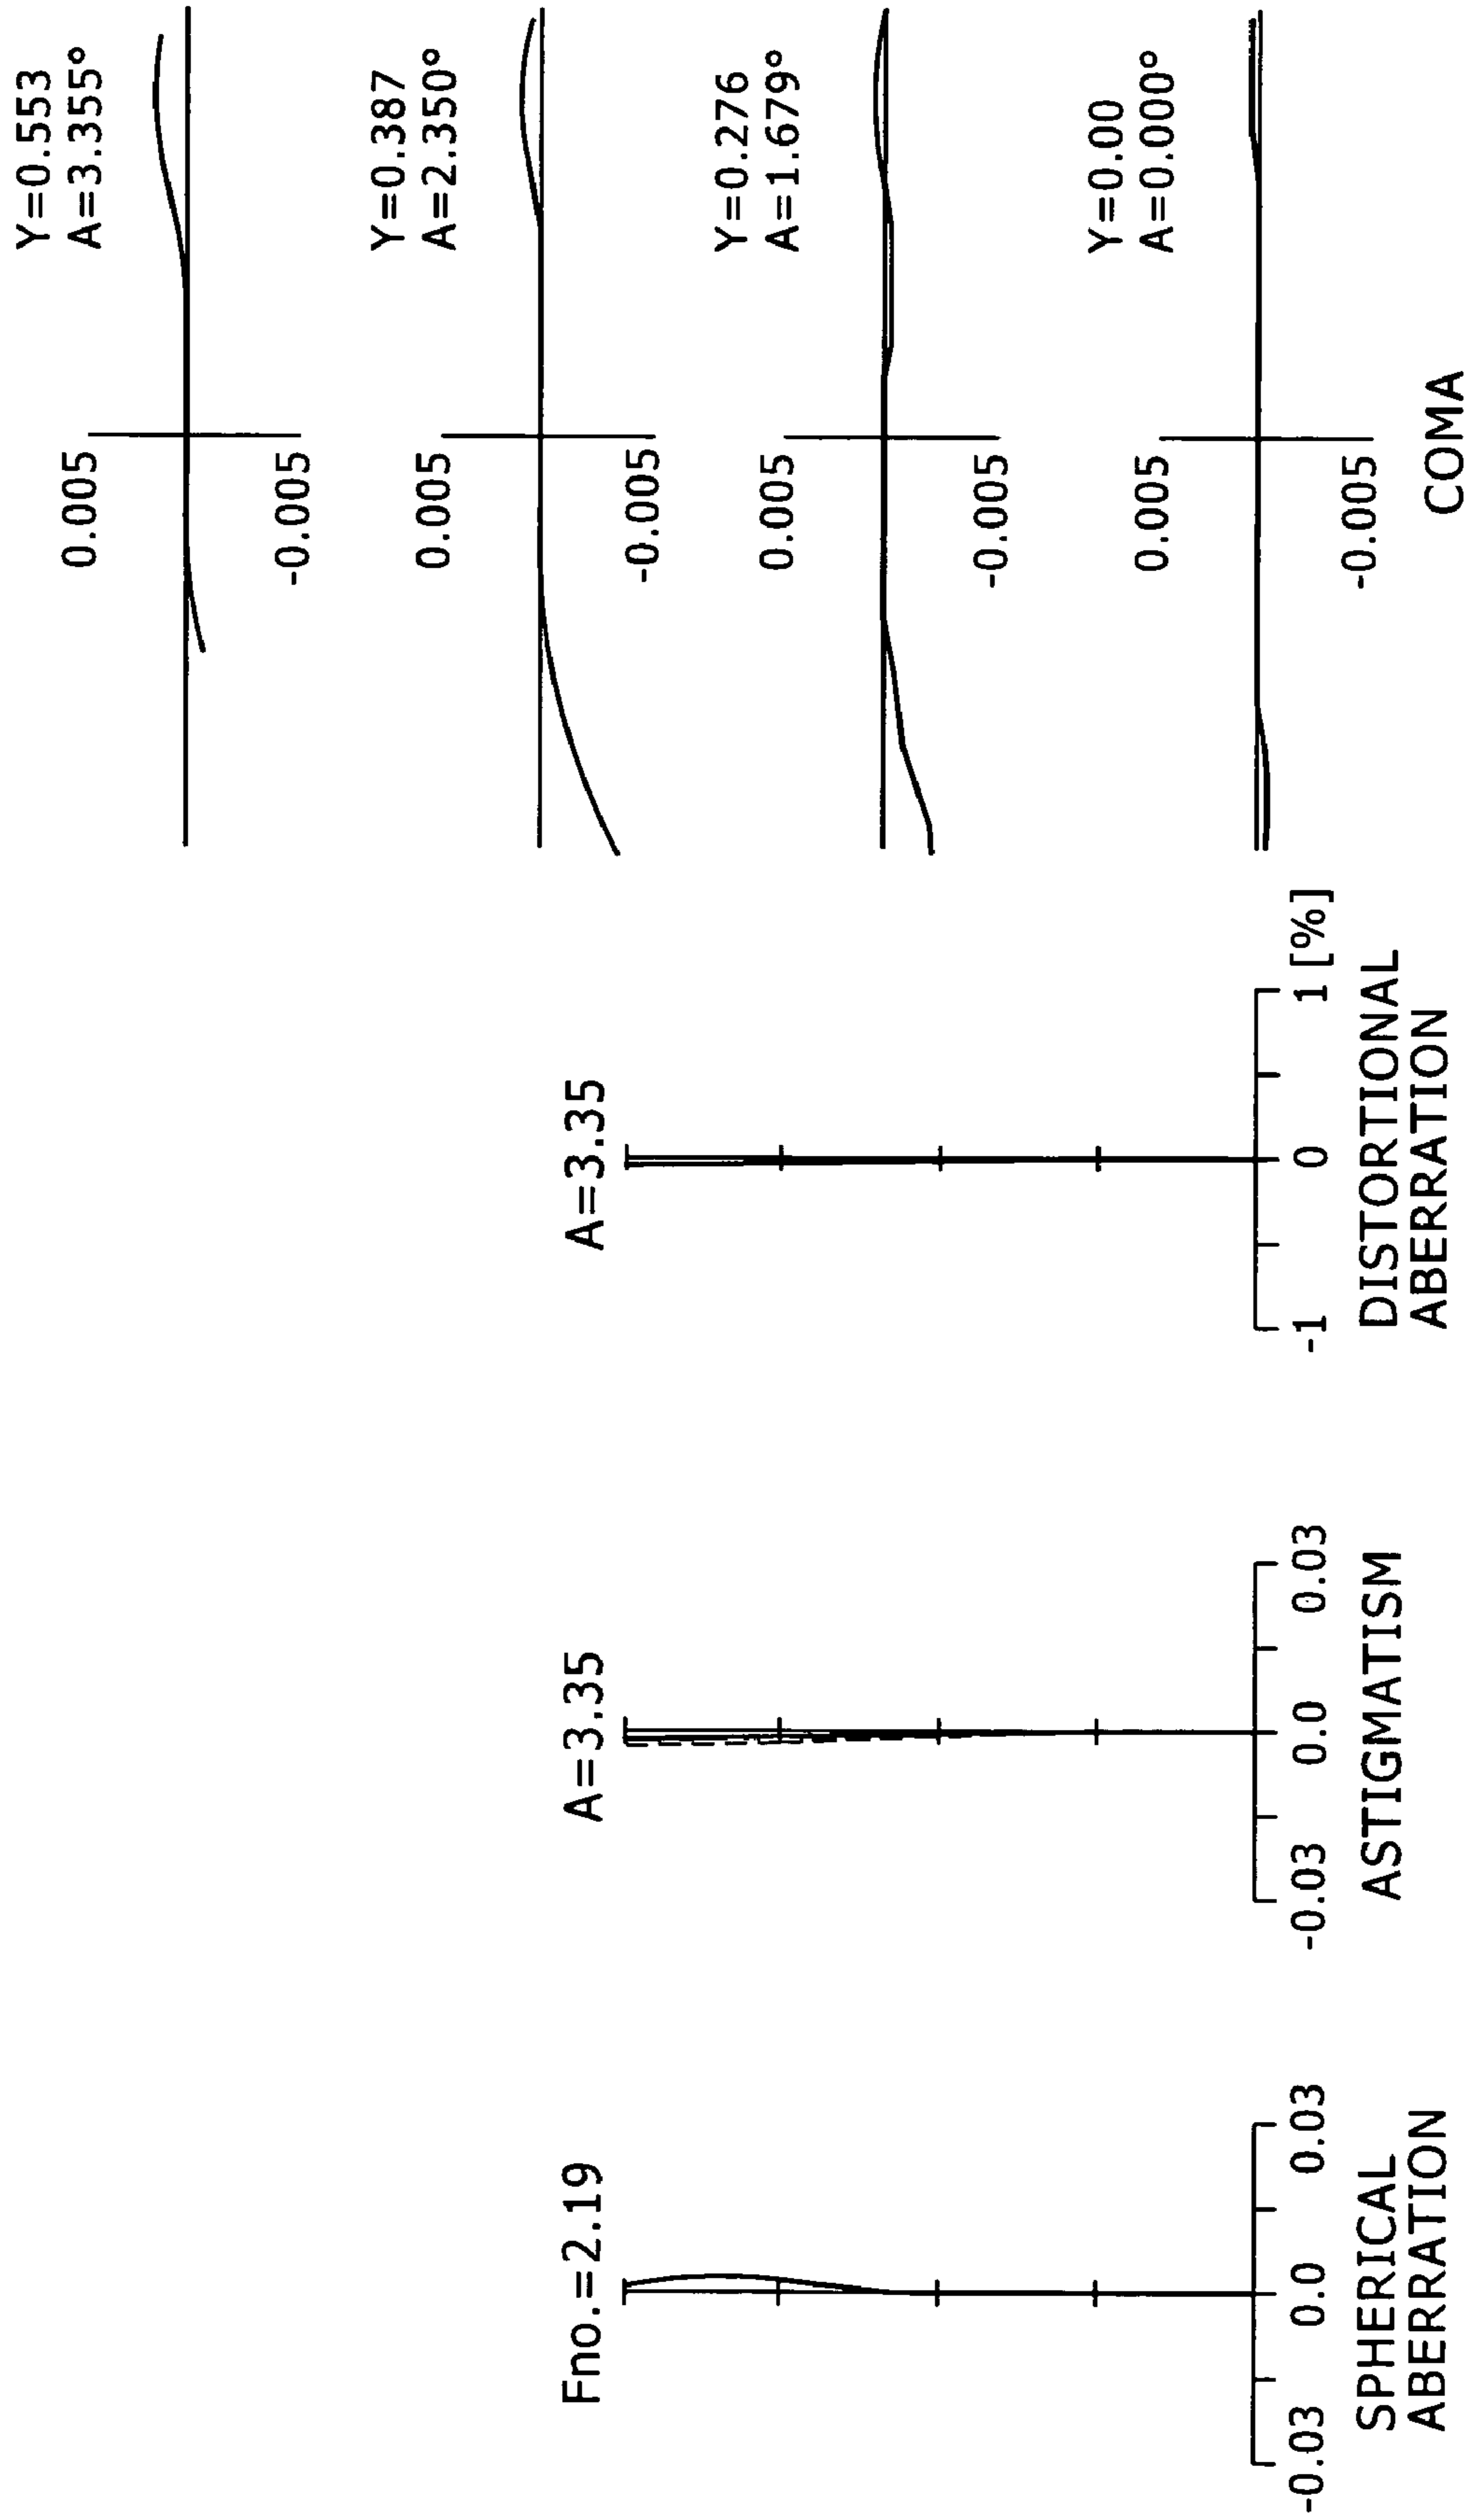 Fno.=2.19
-0.03 0.0 0.03
SPHERICAL
ABERRATION
A=3.35
-0.03 0.0 0.03
ASTIGMATISM
A=3.35
-1 0 1 [%]
DISTORTIONAL
ABERRATION
Y=0.553
A=3.355°
0.005
-0.005
Y=0.387
A=2.350°
0.005
-0.005
Y=0.276
A=1.679°
0.005
-0.005
Y=0.00
A=0.000°
0.005
-0.005
COMA